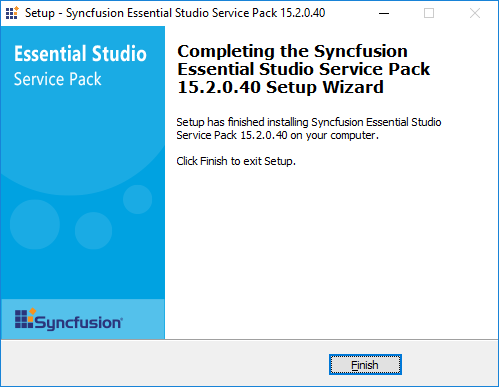 Setup - Syncfusion Essential Studio Service Pack 15.2.0.40
Essential Studio
Service Pack
Completing the Syncfusion
Essential Studio Service Pack
15.2.0.40 Setup Wizard
Setup has finished installing Syncfusion Essential Studio
Service Pack 15.2.0.40 on your computer.
Click Finish to exit Setup.
Syncfusion
Finish